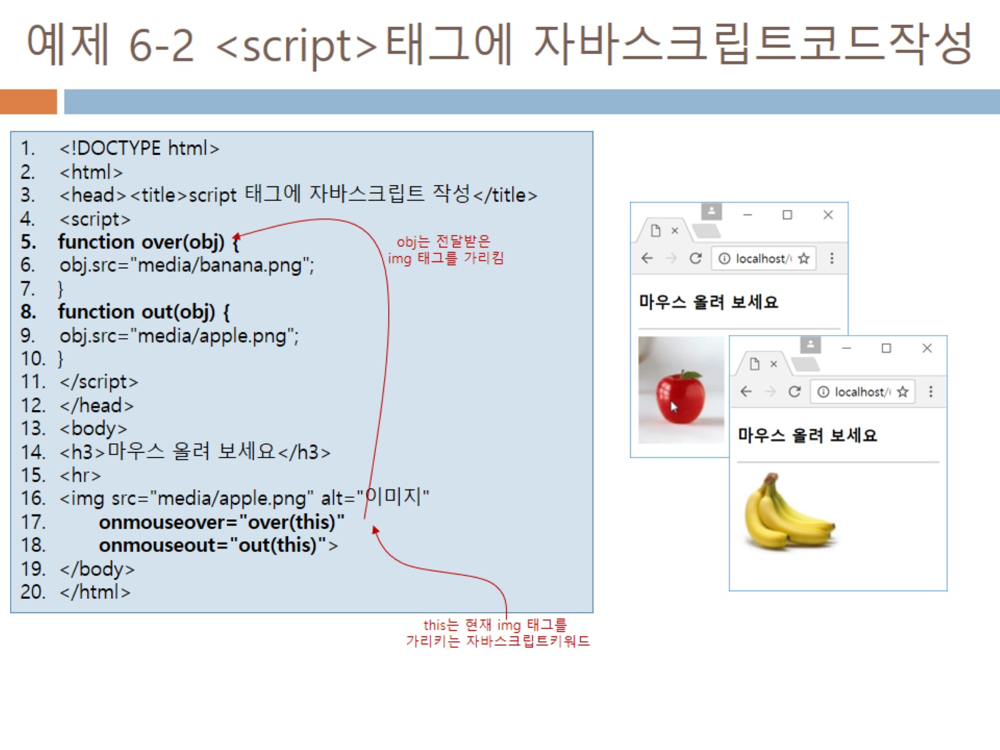 예제 6-2 <script>태그에 자바스크립트코드작성
1. <!DOCTYPE html>
2. <html>
3. <head><title>script 태그에 자바스크립트 작성</title>
4. <script>
5. function over(obj) {
6. obj.src="media/banana.png";
7. }
8. function out(obj) {
9. obj.src="media/apple.png";
10. }
11. </script>
12. </head>
13. <body>
14. <h3>마우스 올려 보세요</h3>
15. <hr>
16. <img src="media/apple.png" alt="이미지"
17. onmouseover="over(this)"
18. onmouseout="out(this)">
19. </body>
20. </html>
obj는 전달받은
img 태그를 가리킴
this는 현재 img 태그를
가리키는 자바스크립트키워드
localhost/
마우스 올려 보세요
localhost/
마우스 올려 보세요